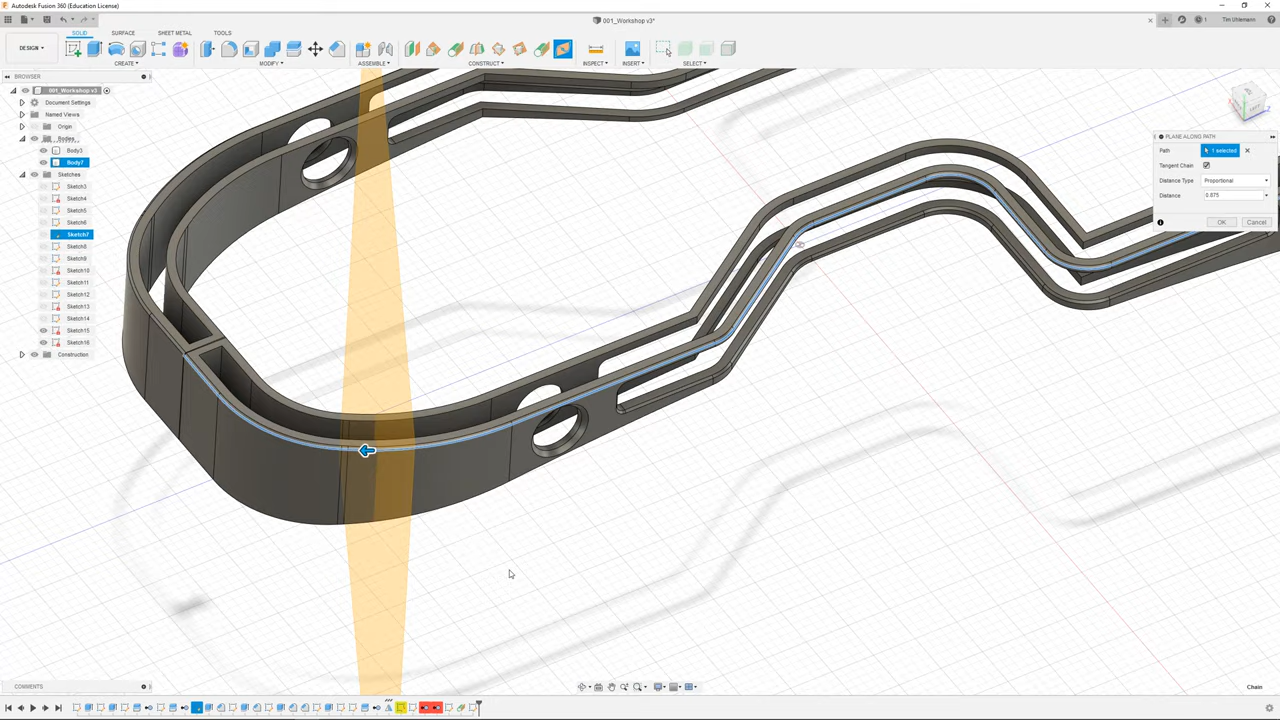 Autodesk Fusion 360 (Education License)
001_Workshop v3*
Tim Uhlemann
DESIGN
SOLID SURFACE SHEET METAL TOOLS
CREATE MODIFY ASSEMBLE CONSTRUCT INSPECT INSERT SELECT
BROWSER
001_Workshop v3
Document Settings
Named Views
Origin
Bodies
Body3
Body7
Sketches
Sketch3
Sketch4
Sketch5
Sketch6
Sketch7
Sketch8
Sketch9
Sketch10
Sketch11
Sketch12
Sketch13
Sketch14
Sketch15
Sketch16
Construction
PLANE ALONG PATH
Path 1 selected
Tangent Chain
Distance Type Proportional
Distance 0.875
OK Cancel
COMMENTS
Chain